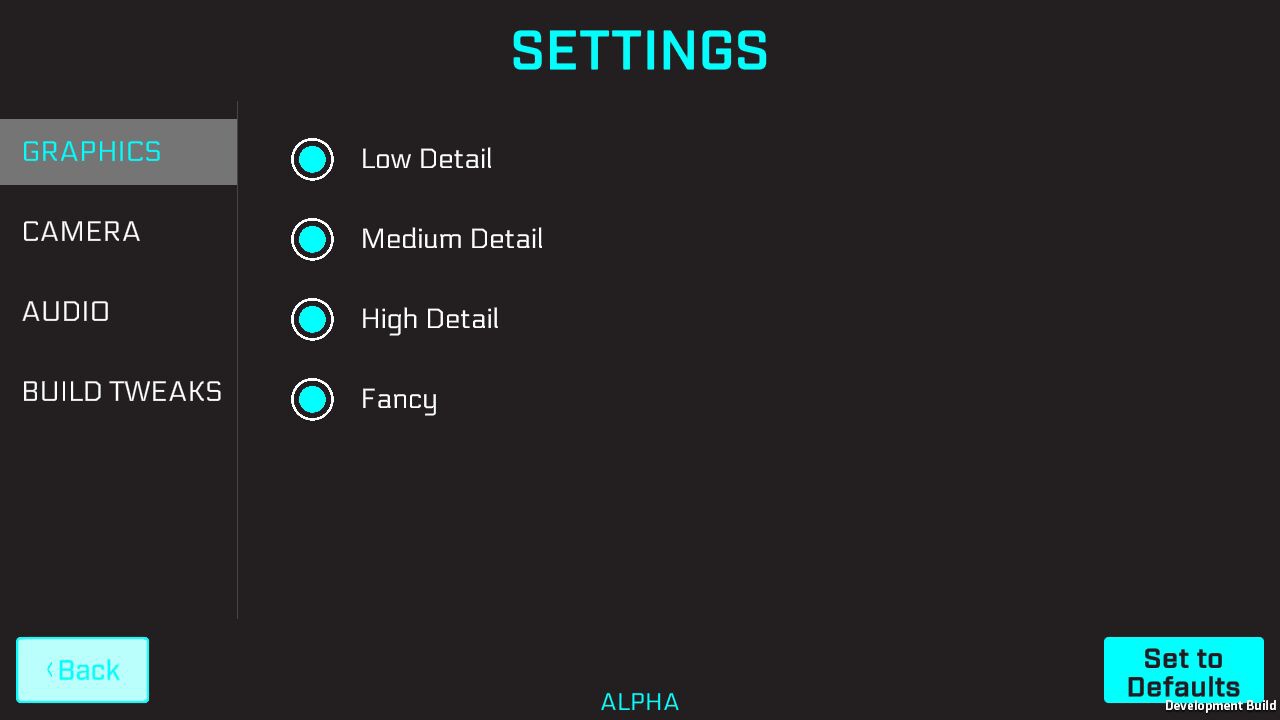 SETTINGS
GRAPHICS
CAMERA
AUDIO
BUILD TWEAKS
Low Detail
Medium Detail
High Detail
Fancy
Back
ALPHA
Set to
Defaults
Development Build